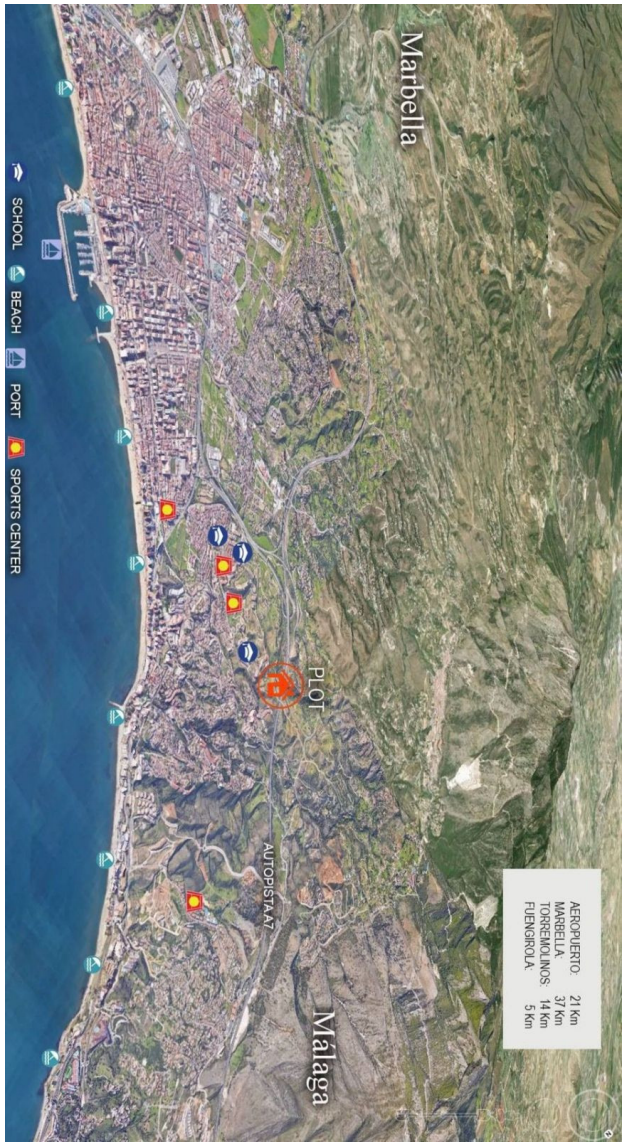 Marbella
Málaga
PLOT
AUTOPISTA A7
AEROPUERTO: 21 Km
MARBELLA: 37 Km
TORREMOLINOS: 14 Km
FUENGIROLA: 5 Km
SCHOOL
BEACH
PORT
SPORTS CENTER